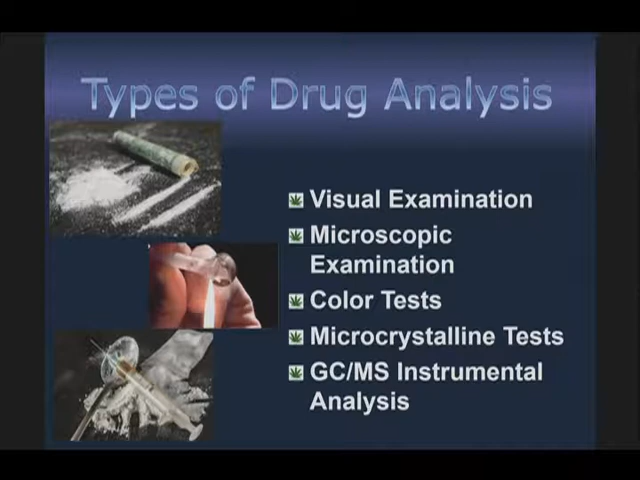 Types of Drug Analysis
Visual Examination
Microscopic
Examination
Color Tests
Microcrystalline Tests
GC/MS Instrumental
Analysis